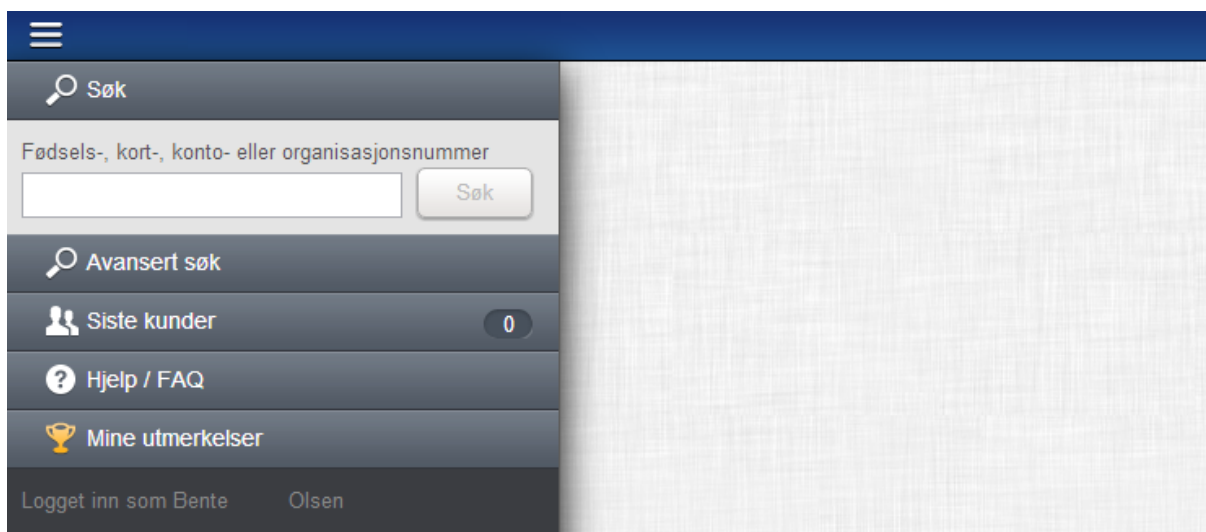 Søk
Fødsels-, kort-, konto- eller organisasjonsnummer
Søk
Avansert søk
Siste kunder 0
Hjelp / FAQ
Mine utmerkelser
Logget inn som Bente Olsen